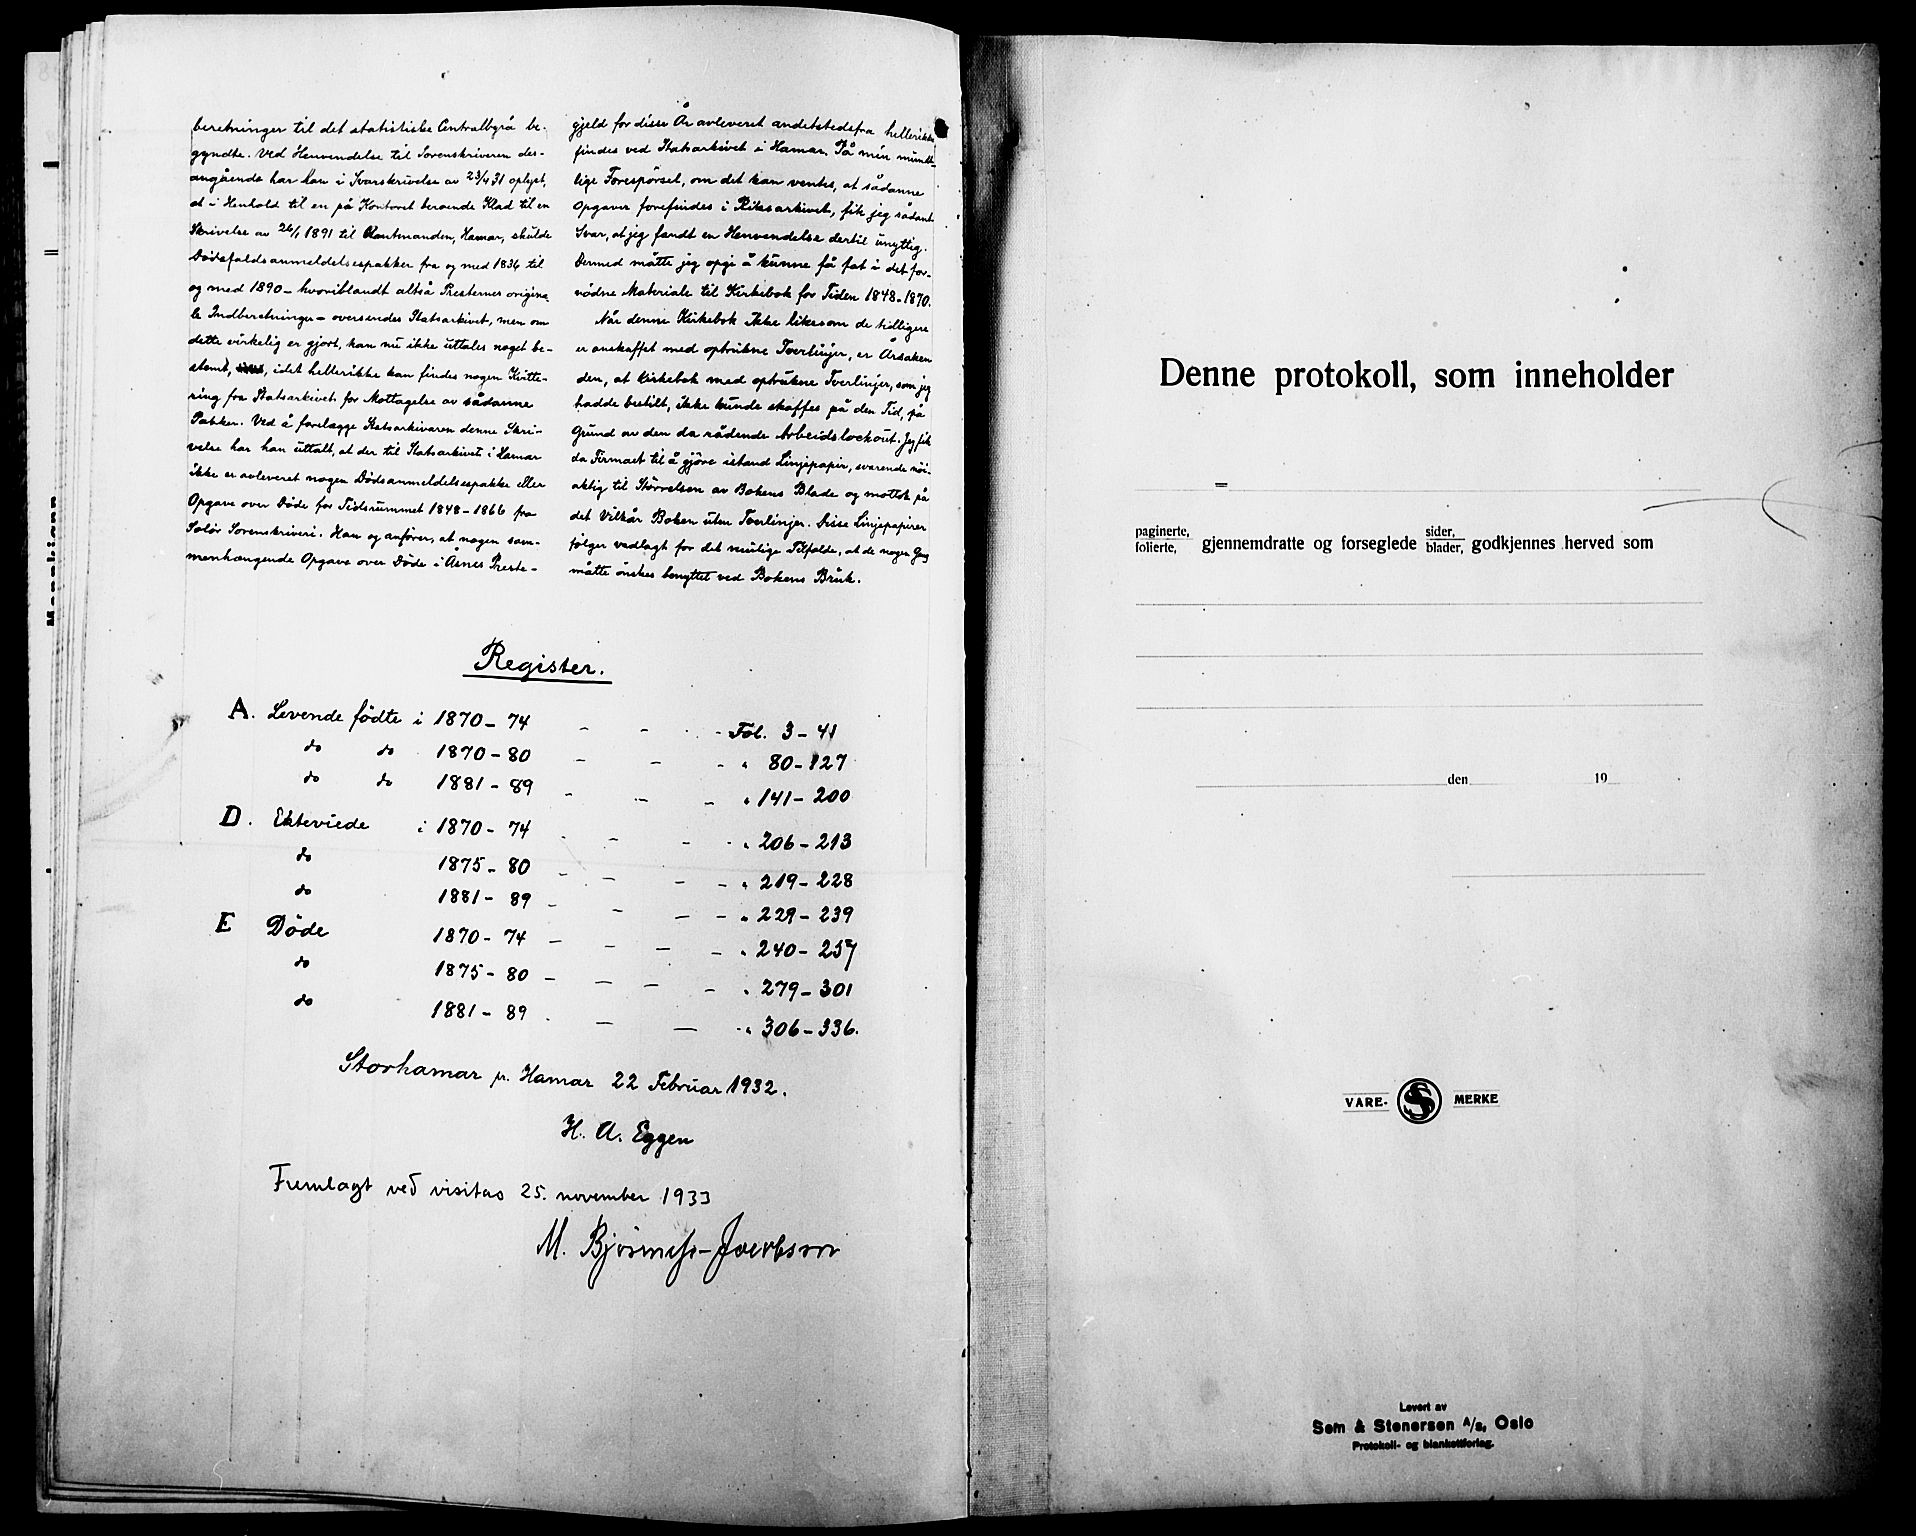 beretninger til det statistiske Centralbyrå be-
gyndte. Ved Henvendelse til Sorenskriveren des-
angående har han i Svarskrivelse av 23/4 31 oplyst,
at i Henhold til en på Kontoret beroende Klad til en
Skrivelse av 26/1 1891 til Amtmanden, Hamar, skulde
Dødsfaldsanmeldelsespakker fra og med 1836 til
og med 1890 – hvoriblandt altså Presternes origina-
le Indberetninger – oversendes Statsarkivet, men om
dette virkelig er gjort, kan nu ikke uttales noget be-
stemt, idet hellerikke kan findes nogen Kvitte-
ring fra Statsarkivet for Mottagelse av sådanne
Pakker. Ved å forelægge Statsarkivaren denne Skri-
velse har han uttalt, at der til Statsarkivet i Hamar
ikke er avleveret nogen Dødsanmeldelsespakke eller
Opgave over Døde for Tidsrummet 1848-1866 fra
Solør Sorenskriveri. Han og anfører, at nogen sam-
menhængende Opgave over Døde i Åsnes Preste-
gjeld for disse År avleveret andetstedsfra hellerikke
findes ved Statsarkivet i Hamar. På min mundt-
lige Forespørsel, om det kan ventes, at sådanne
Opgaver forefindes i Riksarkivet, fik jeg sådant
Svar, at jeg fandt en Henvendelse dertil unyttig.
Dermed måtte jeg opgi å kunne få fat i det for-
nødne Materiale til Kirkebok for Tiden 1848-1870.
Når denne Kirkebok ikke likesom de tidligere
er anskaffet med optrukne Tverlinjer, er Årsaken
den, at Kirkebok med optrukne Tverlinjer, som jeg
hadde bestilt, ikke kunde skaffes på den Tid, på
Grund av den da rådende Arbeidslockout. Jeg fik
da Firmaet til å gjöre istand Linjepapir, svarende nöi-
aktig til Störrelsen av Bokens Blade og mottok på
det Vilkår Boken uten Tverlinjer. Disse Linjepapirer
følger vedlagt for det mulige Tilfælde, at de nogen Gang
måtte ønskes benyttet ved Bokens Bruk.
Register.
A. Levende födte i 1870 - 74 - - - Fol. 3 - 41
do do 1870 - 80 - - - " 80 - 127
do do 1881 - 89 - - - " 141 - 200
D. Ekteviede i 1870 - 74 - - - " 206 - 213
do 1875 - 80 - - - - " 219 - 228
do 1881 - 89 - - - - " 229 - 239
E Døde 1870 - 74 - - - - " 240 - 257
do 1875 - 80 - - - - " 279 - 301
do 1881 - 89 - - - - " 306 - 336.
Storhamar pr. Hamar 22 Februar 1932.
H. A. Eggen
Fremlagt ved visitas 25. november 1933
M. Bjønness-Jacobsen
Denne protokoll, som inneholder
paginerte,
folierte, gjennemdratte og forseglede sider,
blader, godkjennes herved som
den 19
VARE- S MERKE
Levert av
Sem & Stenersen A/s, Oslo
Protokoll- og blankettforlag.